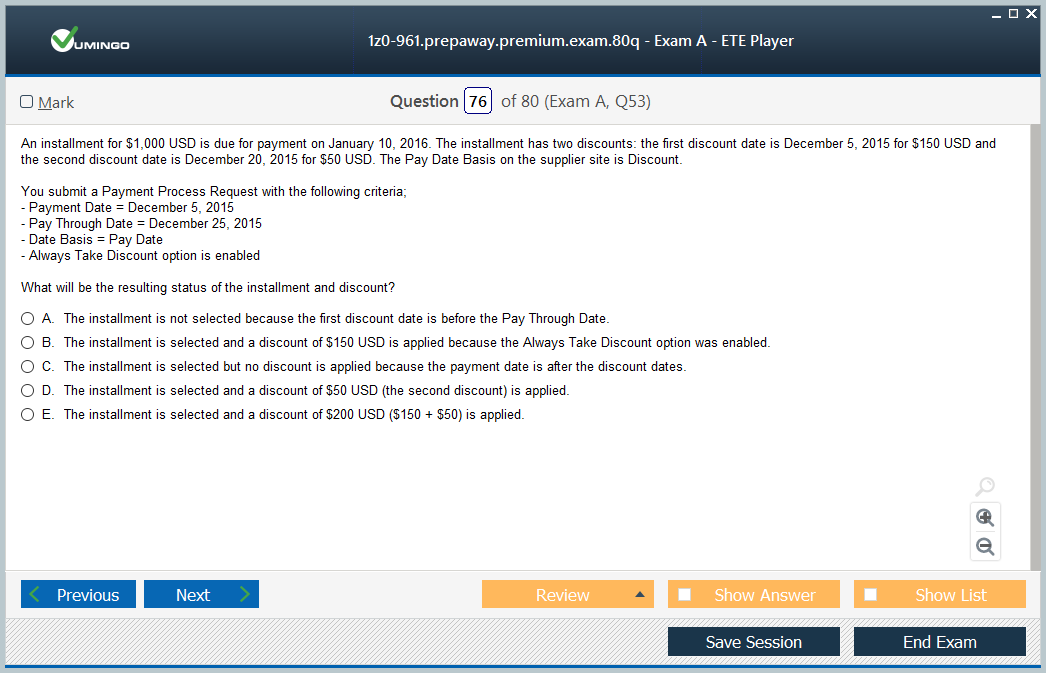 VUMINGO
1z0-961.prepaway.premium.exam.80q - Exam A - ETE Player
Mark
Question 76 of 80 (Exam A, Q53)
An installment for $1,000 USD is due for payment on January 10, 2016. The installment has two discounts: the first discount date is December 5, 2015 for $150 USD and
the second discount date is December 20, 2015 for $50 USD. The Pay Date Basis on the supplier site is Discount.
You submit a Payment Process Request with the following criteria;
- Payment Date = December 5, 2015
- Pay Through Date = December 25, 2015
- Date Basis = Pay Date
- Always Take Discount option is enabled
What will be the resulting status of the installment and discount?
A. The installment is not selected because the first discount date is before the Pay Through Date.
B. The installment is selected and a discount of $150 USD is applied because the Always Take Discount option was enabled.
C. The installment is selected but no discount is applied because the payment date is after the discount dates.
D. The installment is selected and a discount of $50 USD (the second discount) is applied.
E. The installment is selected and a discount of $200 USD ($150 + $50) is applied.
Previous
Next
Review
Show Answer
Show List
Save Session
End Exam